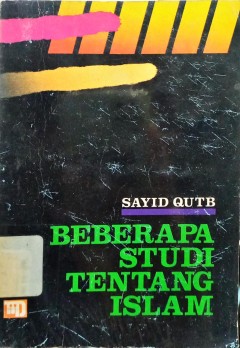 SAYID QUTB
BEBERAPA
STUDI
TENTANG
ISLAM